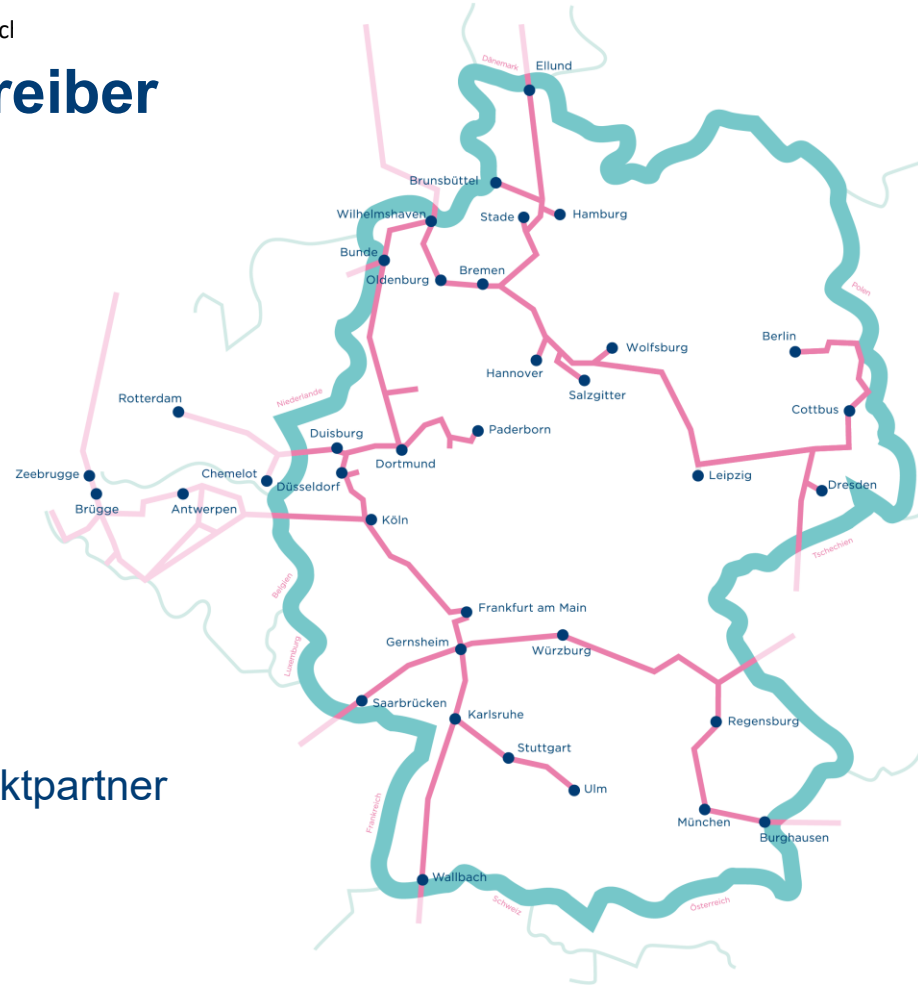 cl
reiber
Dänemark
Ellund
Brunsbüttel
Wilhelmshaven
Stade
Hamburg
Bunde
Oldenburg
Bremen
Polen
Berlin
Wolfsburg
Hannover
Salzgitter
Niederlande
Rotterdam
Cottbus
Duisburg
Paderborn
Dortmund
Zeebrugge
Chemelot
Düsseldorf
Leipzig
Dresden
Brügge
Antwerpen
Köln
Tschechien
Belgien
Frankfurt am Main
Gernsheim
Würzburg
Luxemburg
Saarbrücken
Karlsruhe
Regensburg
Stuttgart
ktpartner
Ulm
Frankreich
München
Burghausen
Wallbach
Schweiz
Österreich